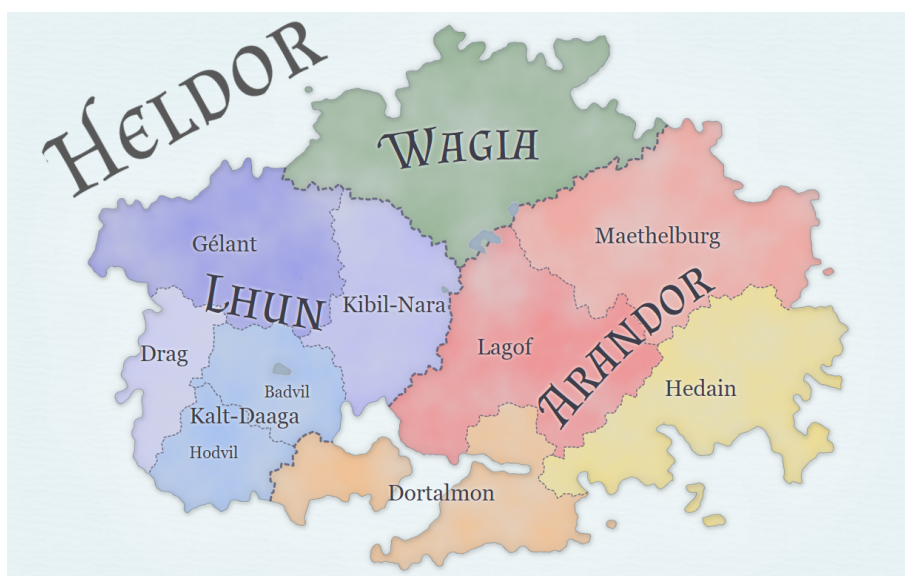 HELDOR
WAGIA
Gélant
Maethelburg
LHUN
Kibil-Nara
Drag
Lagof
ARANDOR
Badvil
Hedain
Kalt-Daaga
Hodvil
Dortalmon